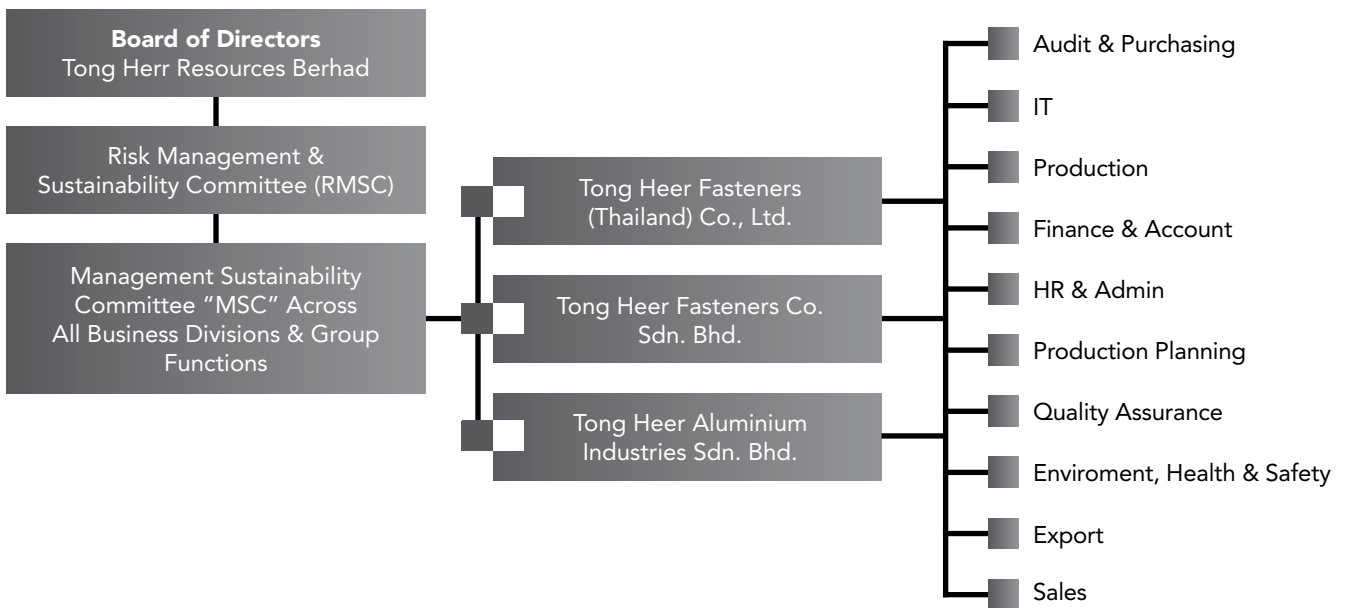 Board of Directors
Tong Herr Resources Berhad
Risk Management &
Sustainability Committee (RMSC)
Management Sustainability
Committee “MSC” Across
All Business Divisions & Group
Functions
Tong Heer Fasteners
(Thailand) Co., Ltd.
Tong Heer Fasteners Co.
Sdn. Bhd.
Tong Heer Aluminium
Industries Sdn. Bhd.
Audit & Purchasing
IT
Production
Finance & Account
HR & Admin
Production Planning
Quality Assurance
Enviroment, Health & Safety
Export
Sales